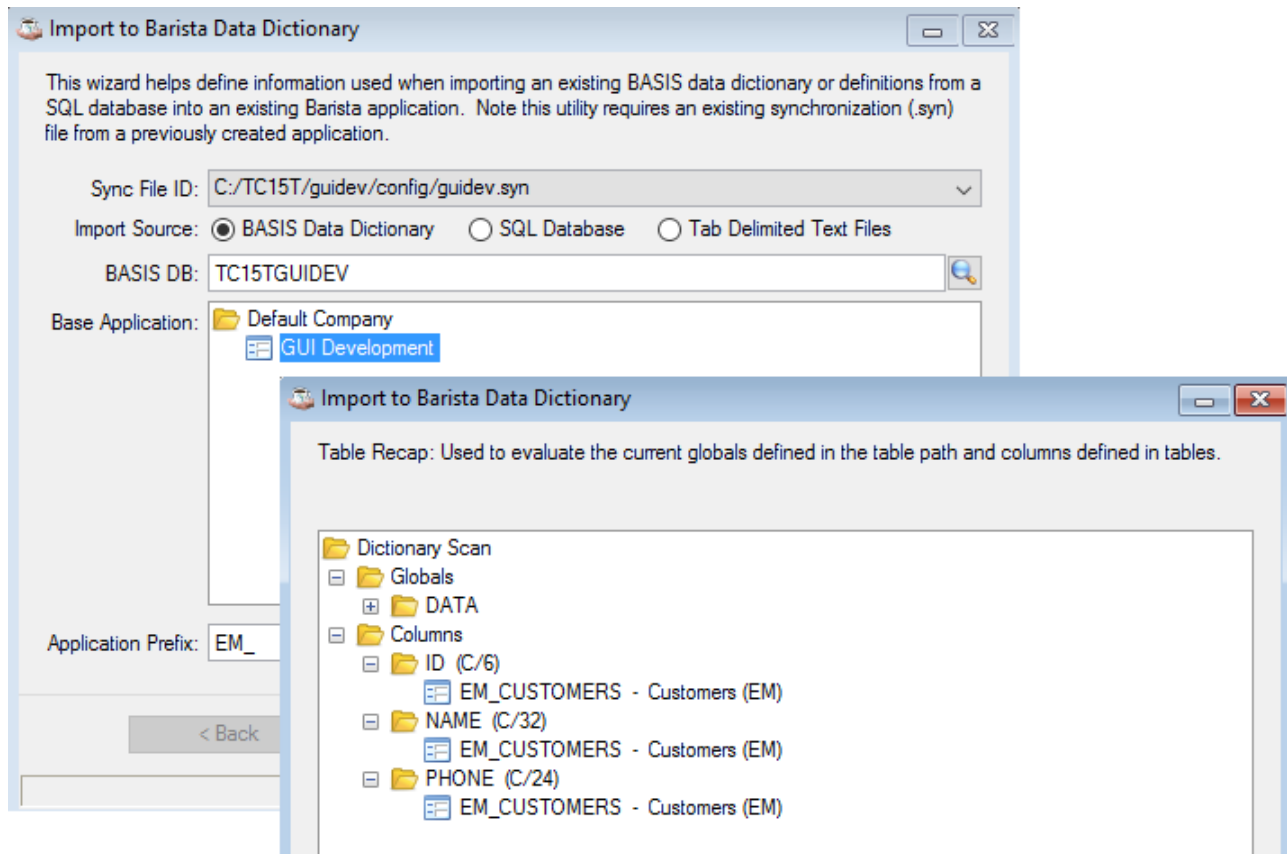 Import to Barista Data Dictionary
This wizard helps define information used when importing an existing BASIS data dictionary or definitions from a
SQL database into an existing Barista application.  Note this utility requires an existing synchronization (.syn)
file from a previously created application.
Sync File ID: C:/TC15T/guidev/config/guidev.syn
Import Source: BASIS Data Dictionary SQL Database Tab Delimited Text Files
BASIS DB: TC15TGUIDEV
Base Application: Default Company
GUI Development
Application Prefix: EM_
< Back
Import to Barista Data Dictionary
Table Recap: Used to evaluate the current globals defined in the table path and columns defined in tables.
Dictionary Scan
Globals
DATA
Columns
ID (C/6)
EM_CUSTOMERS - Customers (EM)
NAME (C/32)
EM_CUSTOMERS - Customers (EM)
PHONE (C/24)
EM_CUSTOMERS - Customers (EM)